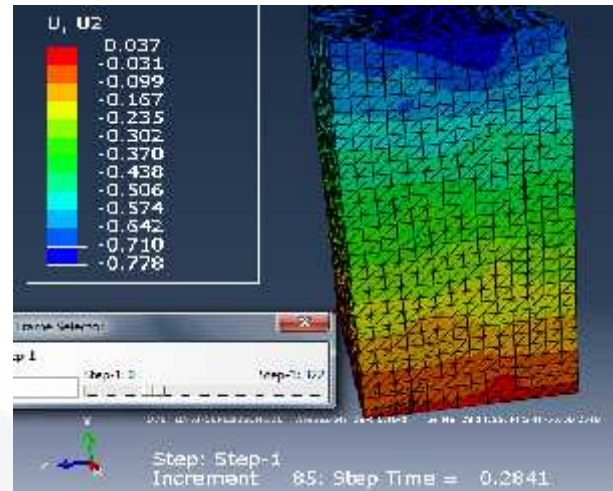 U, U2
0.037
-0.031
-0.099
-0.167
-0.235
-0.302
-0.370
-0.438
-0.506
-0.574
-0.642
-0.710
-0.778
Frame Selector
Step-1: 0
Step: Step-1
Increment 85: Step Time = 0.2841